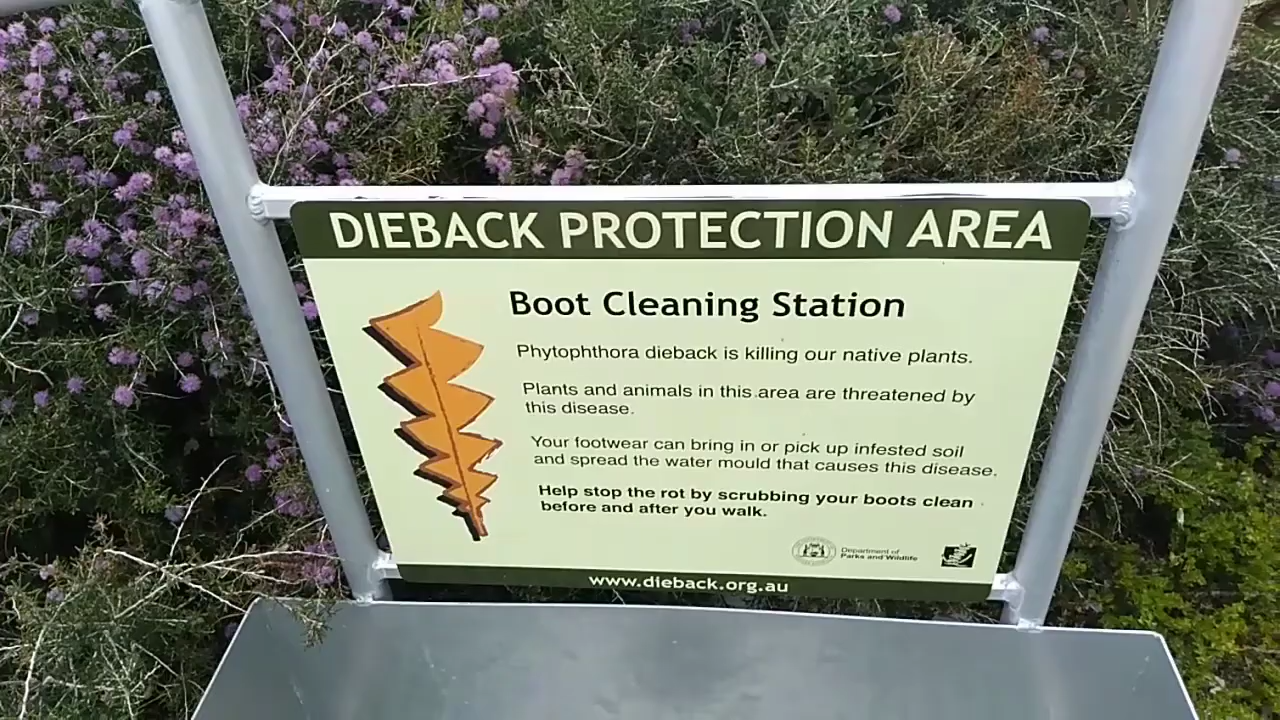 DIEBACK PROTECTION AREA
Boot Cleaning Station
Phytophthora dieback is killing our native plants.
Plants and animals in this area are threatened by
this disease.
Your footwear can bring in or pick up infested soil
and spread the water mould that causes this disease.
Help stop the rot by scrubbing your boots clean
before and after you walk.
Department of
Parks and Wildlife
www.dieback.org.au